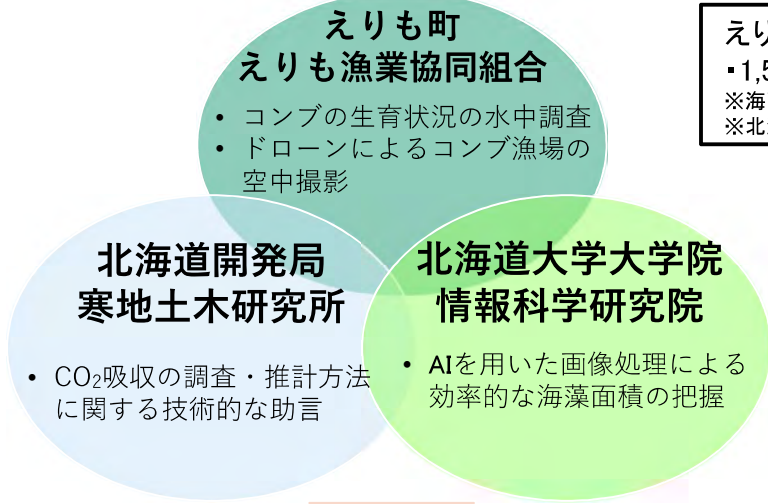 えりも町
えりも漁業協同組合
• コンブの生育状況の水中調査
• ドローンによるコンブ漁場の
空中撮影
えり
▪1,5
※海
※北
北海道開発局
寒地土木研究所
• CO₂吸収の調査・推計方法
に関する技術的な助言
北海道大学大学院
情報科学研究院
• AIを用いた画像処理による
効率的な海藻面積の把握